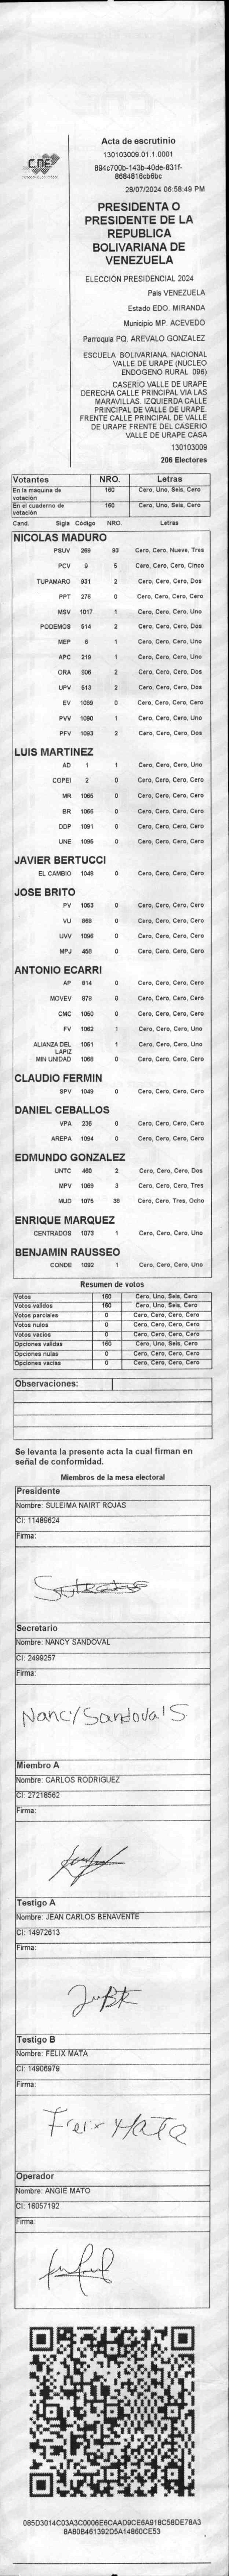 CNE
Acta de escrutinio
130103009.01.1.0001
894c700b-143b-40de-831f-
8684816cb6bc
28/07/2024 06:58:49 PM
PRESIDENTA O
PRESIDENTE DE LA
REPUBLICA
BOLIVARIANA DE
VENEZUELA
ELECCIÓN PRESIDENCIAL 2024
País VENEZUELA
Estado EDO. MIRANDA
Municipio MP. ACEVEDO
Parroquia PQ. AREVALO GONZALEZ
ESCUELA BOLIVARIANA NACIONAL
VALLE DE URAPE (NUCLEO
ENDOGENO RURAL 096)
CASERIO VALLE DE URAPE
DERECHA CALLE PRINCIPAL VIA LAS
MARAVILLAS. IZQUIERDA CALLE
PRINCIPAL DE VALLE DE URAPE.
FRENTE CALLE PRINCIPAL DE VALLE
DE URAPE FRENTE DEL CASERIO
VALLE DE URAPE CASA
130103009
206 Electores
Votantes NRO. Letras
En la maquina de votación 160 Cero, Uno, Seis, Cero
En el cuaderno de votación 160 Cero, Uno, Seis, Cero
Cand. Sigla Código NRO. Letras
NICOLAS MADURO
PSUV 269 93 Cero, Cero, Nueve, Tres
PCV 9 5 Cero, Cero, Cero, Cinco
TUPAMARO 931 2 Cero, Cero, Cero, Dos
PPT 276 0 Cero, Cero, Cero, Cero
MSV 1017 1 Cero, Cero, Cero, Uno
PODEMOS 514 2 Cero, Cero, Cero, Dos
MEP 6 1 Cero, Cero, Cero, Uno
APC 219 1 Cero, Cero, Cero, Uno
ORA 906 2 Cero, Cero, Cero, Dos
UPV 513 2 Cero, Cero, Cero, Dos
EV 1089 0 Cero, Cero, Cero, Cero
PVV 1090 1 Cero, Cero, Cero, Uno
PFV 1093 2 Cero, Cero, Cero, Dos
LUIS MARTINEZ
AD 1 1 Cero, Cero, Cero, Uno
COPEI 2 0 Cero, Cero, Cero, Cero
MR 1065 0 Cero, Cero, Cero, Cero
BR 1056 0 Cero, Cero, Cero, Cero
DDP 1091 0 Cero, Cero, Cero, Cero
UNE 1095 0 Cero, Cero, Cero, Cero
JAVIER BERTUCCI
EL CAMBIO 1048 0 Cero, Cero, Cero, Cero
JOSE BRITO
PV 1053 0 Cero, Cero, Cero, Cero
VU 868 0 Cero, Cero, Cero, Cero
UVV 1096 0 Cero, Cero, Cero, Cero
MPJ 458 0 Cero, Cero, Cero, Cero
ANTONIO ECARRI
AP 814 0 Cero, Cero, Cero, Cero
MOVEV 979 0 Cero, Cero, Cero, Cero
CMC 1050 0 Cero, Cero, Cero, Cero
FV 1062 1 Cero, Cero, Cero, Uno
ALIANZA DEL LAPIZ 1051 1 Cero, Cero, Cero, Uno
MIN UNIDAD 1068 0 Cero, Cero, Cero, Cero
CLAUDIO FERMIN
SPV 1049 0 Cero, Cero, Cero, Cero
DANIEL CEBALLOS
VPA 236 0 Cero, Cero, Cero, Cero
AREPA 1094 0 Cero, Cero, Cero, Cero
EDMUNDO GONZALEZ
UNTC 460 2 Cero, Cero, Cero, Dos
MPV 1069 3 Cero, Cero, Cero, Tres
MUD 1075 38 Cero, Cero, Tres, Ocho
ENRIQUE MARQUEZ
CENTRADOS 1073 1 Cero, Cero, Cero, Uno
BENJAMIN RAUSSEO
CONDE 1092 1 Cero, Cero, Cero, Uno
Resumen de votos
Votos 160 Cero, Uno, Seis, Cero
Votos validos 160 Cero, Uno, Seis, Cero
Votos parciales 0 Cero, Cero, Cero, Cero
Votos nulos 0 Cero, Cero, Cero, Cero
Votos vacios 0 Cero, Cero, Cero, Cero
Opciones validas 160 Cero, Uno, Seis, Cero
Opciones nulas 0 Cero, Cero, Cero, Cero
Opciones vacias 0 Cero, Cero, Cero, Cero
Observaciones:
Se levanta la presente acta la cual firman en
señal de conformidad.
Miembros de la mesa electoral
Presidente
Nombre: SULEIMA NAIRT ROJAS
CI: 11489624
Firma:
Secretario
Nombre: NANCY SANDOVAL
CI: 2499257
Firma:
Nancy Sandoval S
Miembro A
Nombre: CARLOS RODRIGUEZ
CI: 27218562
Firma:
Testigo A
Nombre: JEAN CARLOS BENAVENTE
CI: 14972613
Firma:
Testigo B
Nombre: FELIX MATA
CI: 14906979
Firma:
Felix Mata
Operador
Nombre: ANGIE MATO
CI: 16057192
Firma:
085D3014C03A3C0006E6CAAD9CE6A918C58DE78A3
8A80B461392D5A14860CE53